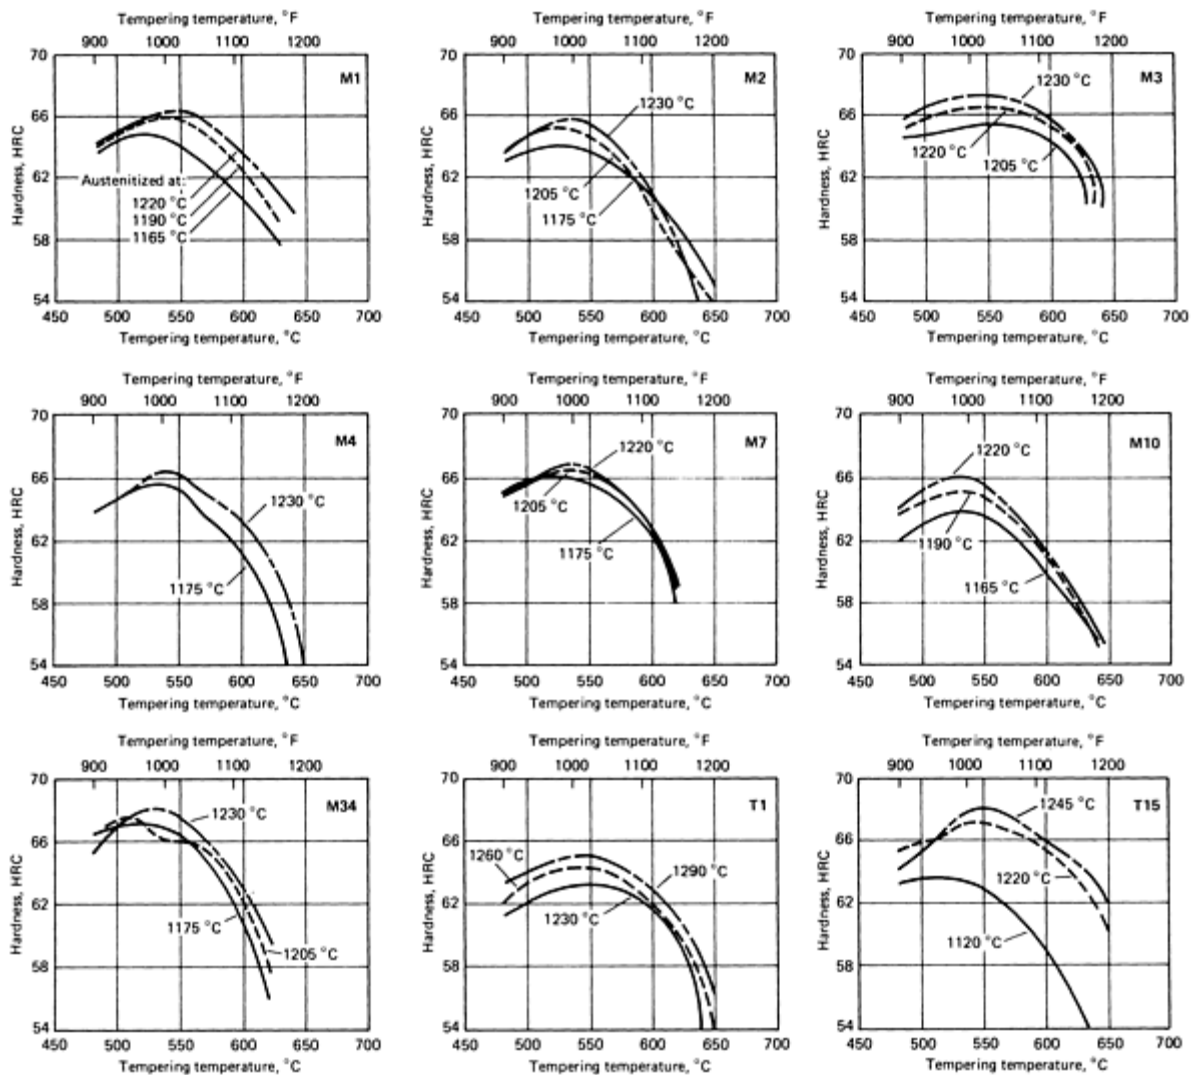 Tempering temperature, °F
900 1000 1100 1200
70
M1
66
62
58
54
Hardness, HRC
Austenitized at:
1220 °C
1190 °C
1165 °C
450 500 550 600 650 700
Tempering temperature, °C
Tempering temperature, °F
900 1000 1100 1200
70
M2
66
62
58
54
Hardness, HRC
1230 °C
1205 °C
1175 °C
450 500 550 600 650 700
Tempering temperature, °C
Tempering temperature, °F
900 1000 1100 1200
70
M3
66
62
58
54
Hardness, HRC
1230 °C
1220 °C
1205 °C
450 500 550 600 650 700
Tempering temperature, °C
Tempering temperature, °F
900 1000 1100 1200
70
M4
66
62
58
54
Hardness, HRC
1230 °C
1175 °C
450 500 550 600 650 700
Tempering temperature, °C
Tempering temperature, °F
900 1000 1100 1200
70
M7
66
62
58
54
Hardness, HRC
1220 °C
1205 °C
1175 °C
450 500 550 600 650 700
Tempering temperature, °C
Tempering temperature, °F
900 1000 1100 1200
70
M10
66
62
58
54
Hardness, HRC
1220 °C
1190 °C
1165 °C
450 500 550 600 650 700
Tempering temperature, °C
Tempering temperature, °F
900 1000 1100 1200
70
M34
66
62
58
54
Hardness, HRC
1230 °C
1175 °C
1205 °C
450 500 550 600 650 700
Tempering temperature, °C
Tempering temperature, °F
900 1000 1100 1200
70
T1
66
62
58
54
Hardness, HRC
1260 °C
1290 °C
1230 °C
450 500 550 600 650 700
Tempering temperature, °C
Tempering temperature, °F
900 1000 1100 1200
70
T15
66
62
58
54
Hardness, HRC
1245 °C
1220 °C
1120 °C
450 500 550 600 650 700
Tempering temperature, °C